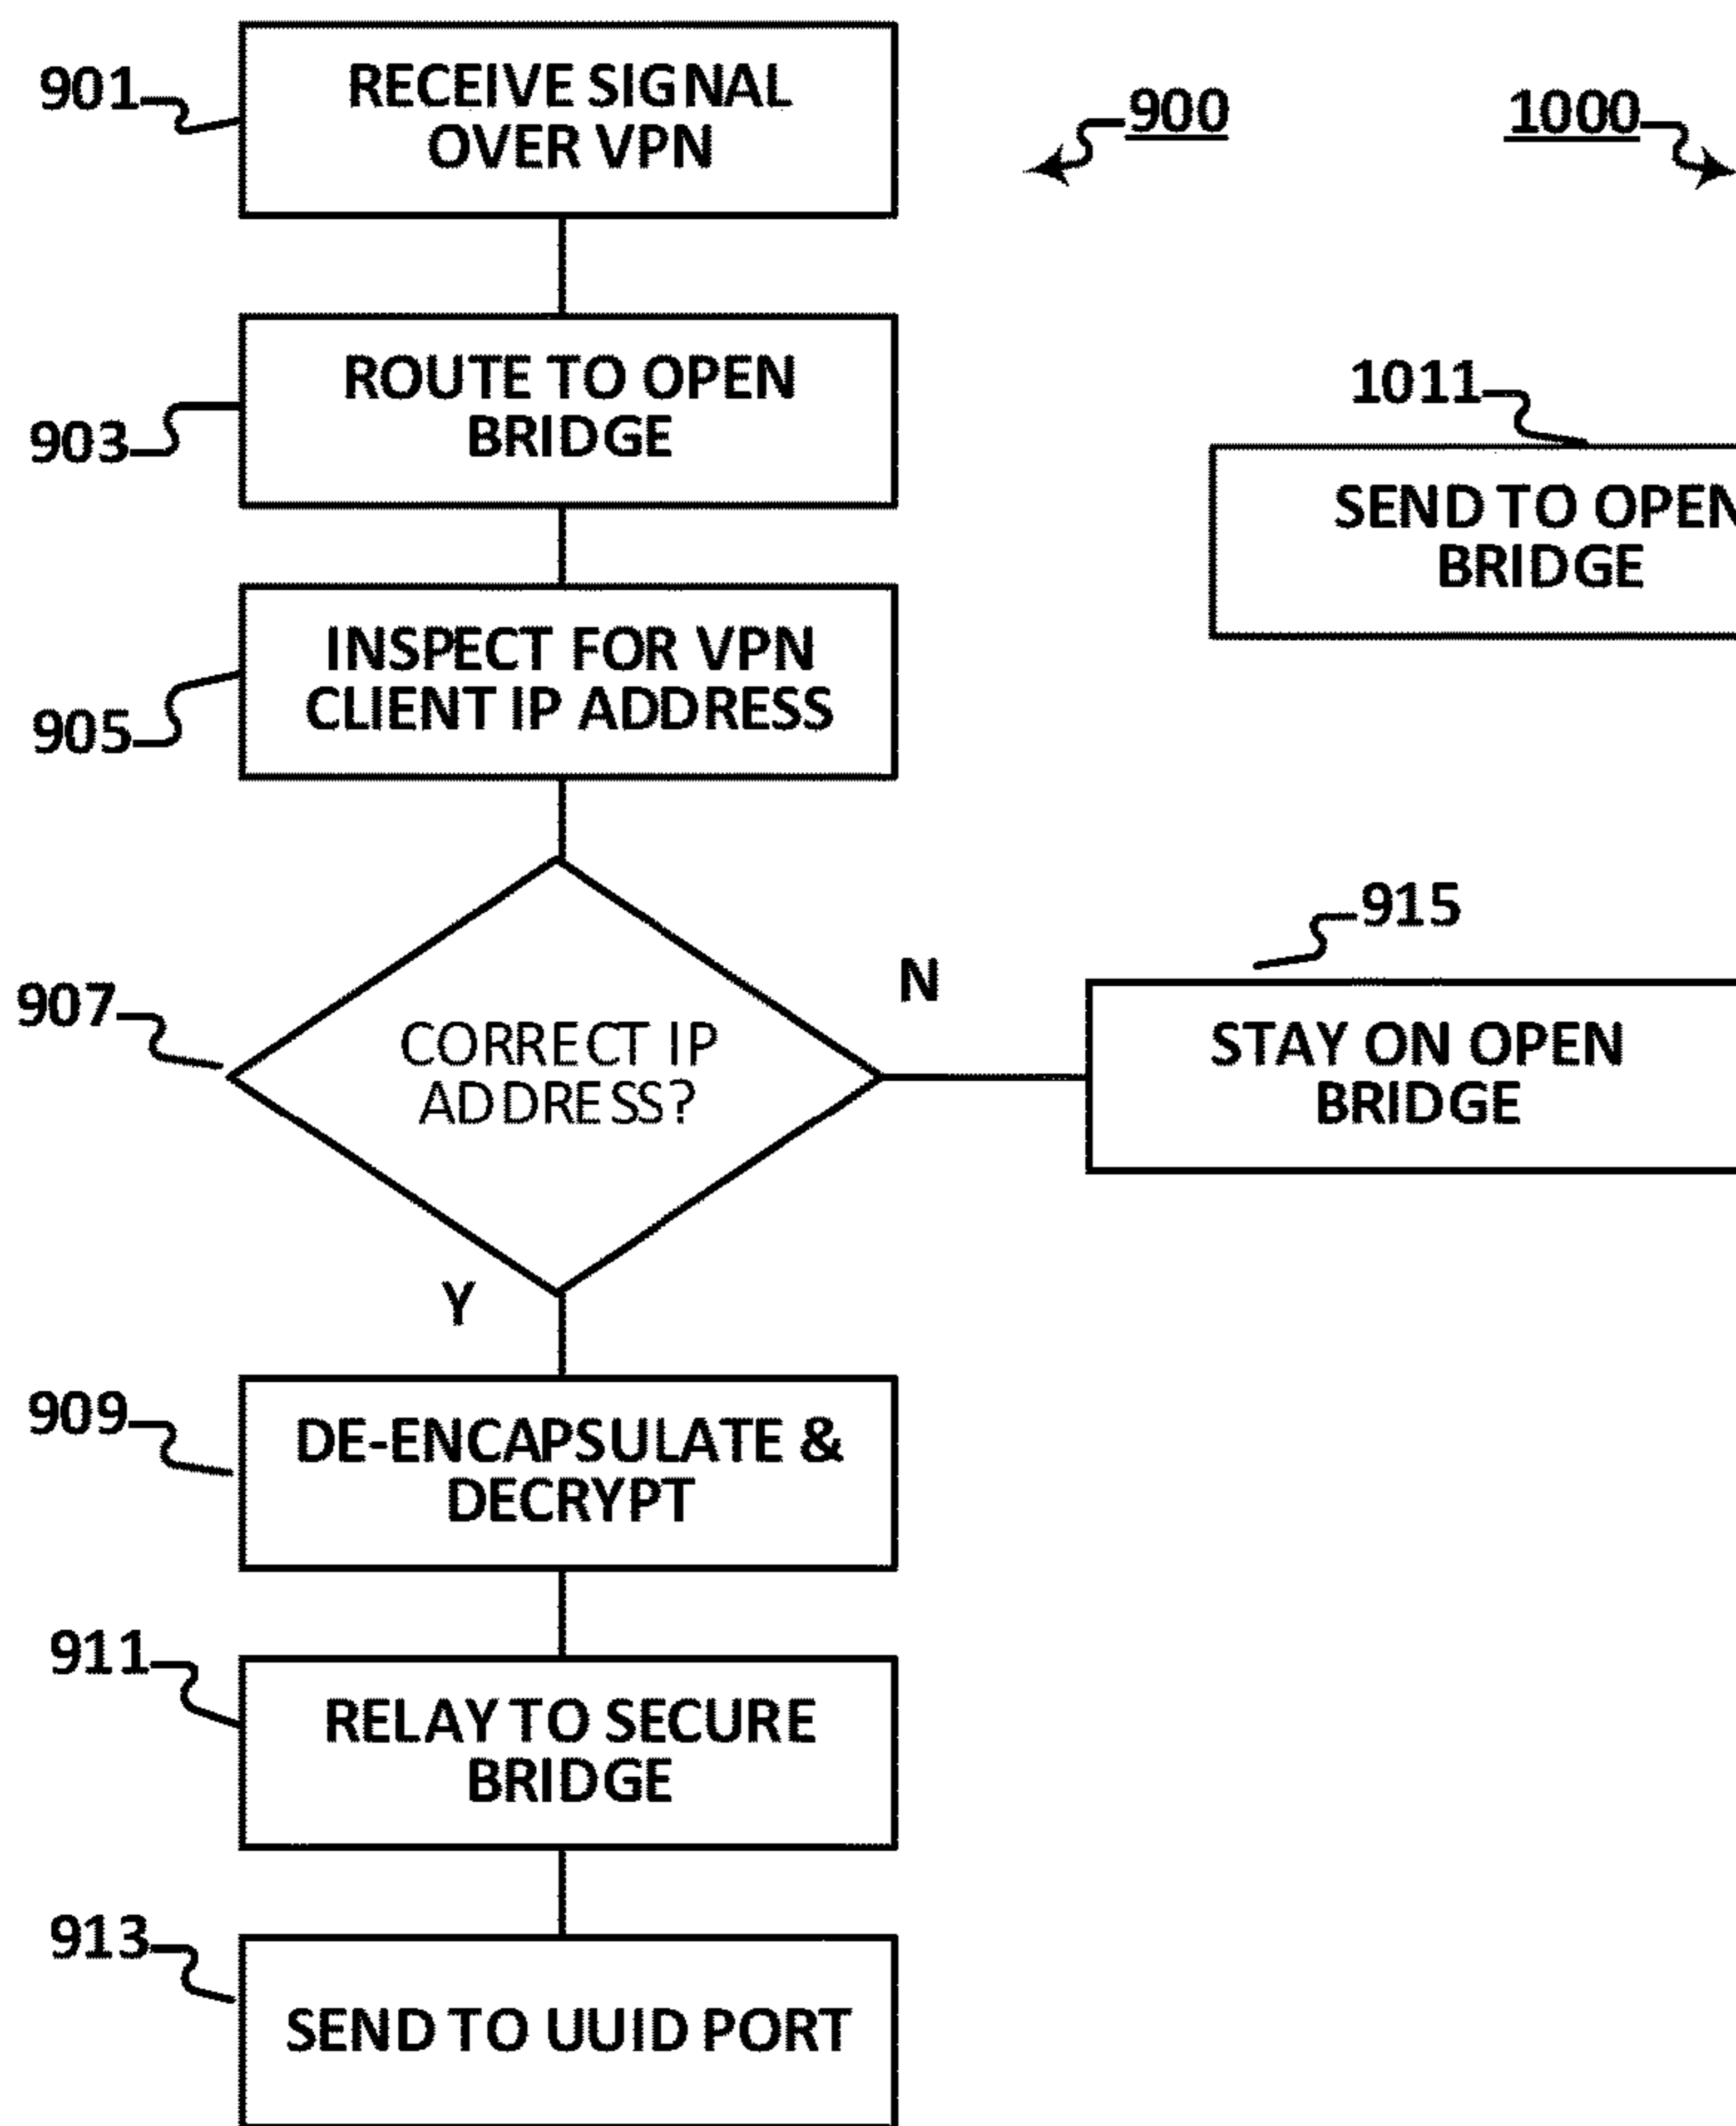 901
RECEIVE SIGNAL
OVER VPN
900
1000
903
ROUTE TO OPEN
BRIDGE
1011
SEND TO OPEN
BRIDGE
905
INSPECT FOR VPN
CLIENT IP ADDRESS
907
CORRECT IP
ADDRESS?
N
Y
915
STAY ON OPEN
BRIDGE
909
DE-ENCAPSULATE &
DECRYPT
911
RELAY TO SECURE
BRIDGE
913
SEND TO UUID PORT